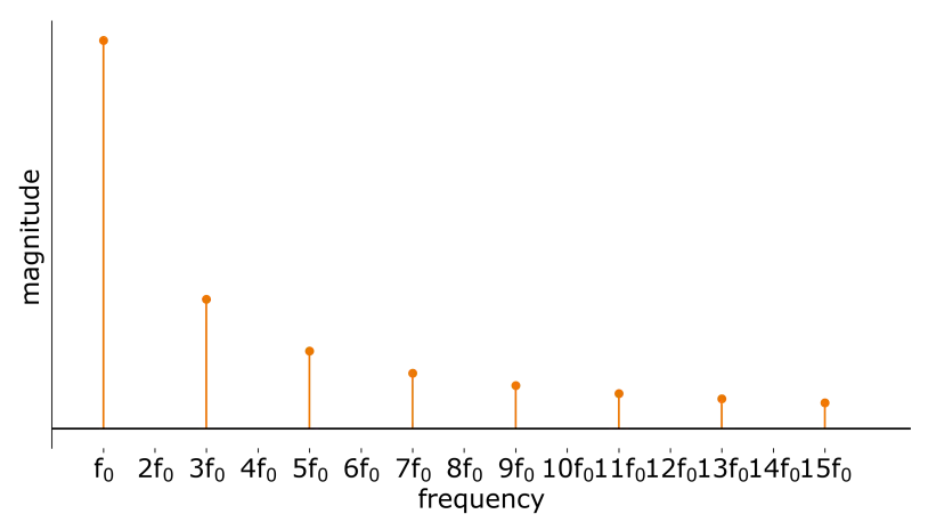 magnitude
f₀ 2f₀ 3f₀ 4f₀ 5f₀ 6f₀ 7f₀ 8f₀ 9f₀ 10f₀ 11f₀ 12f₀ 13f₀ 14f₀ 15f₀
frequency